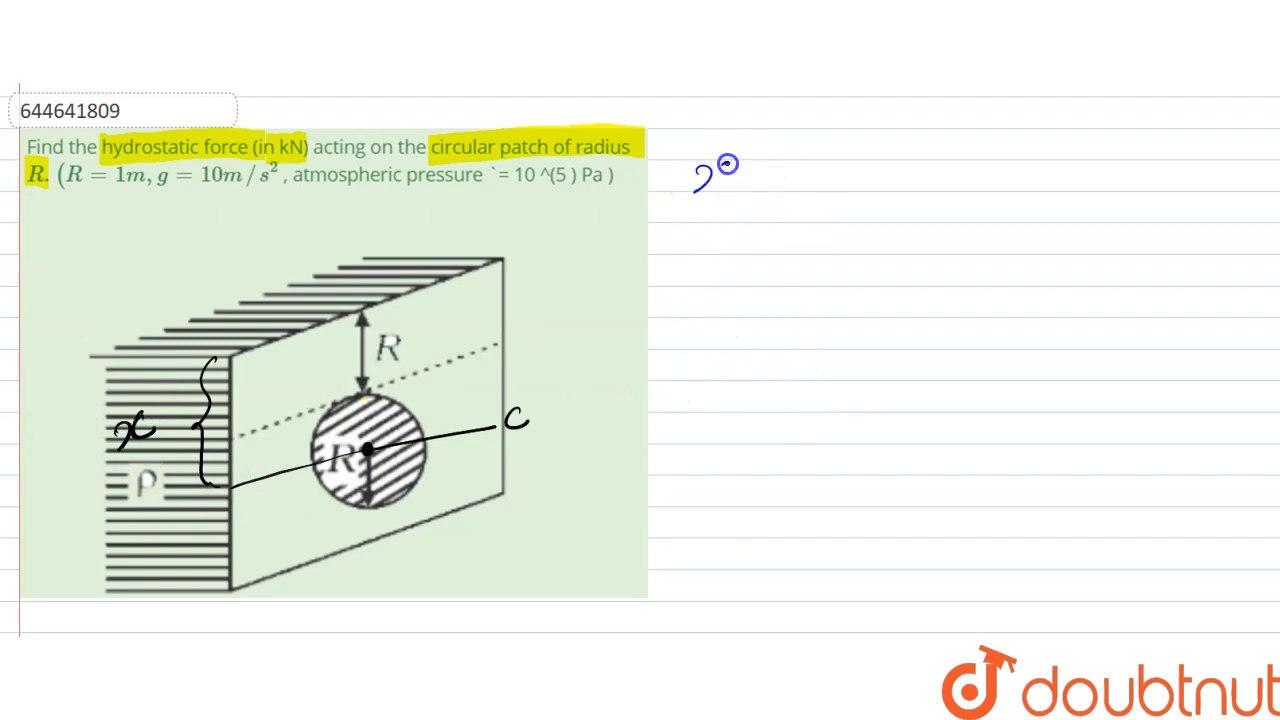 644641809
Find the hydrostatic force (in kN) acting on the circular patch of radius
R. (R = 1m, g = 10m/s² , atmospheric pressure `= 10 ^(5 ) Pa )
R
x
C
R
ρ
doubtnut